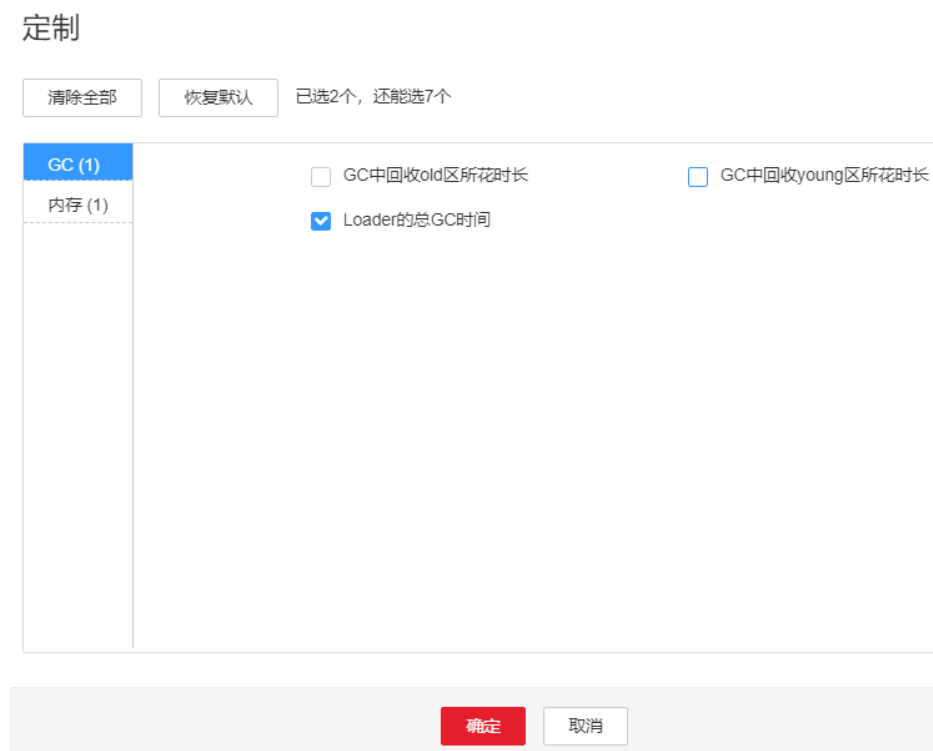 定制
清除全部 恢复默认 已选2个，还能选7个
GC (1) GC中回收old区所花时长 GC中回收young区所花时长
内存 (1) Loader的总GC时间
确定 取消